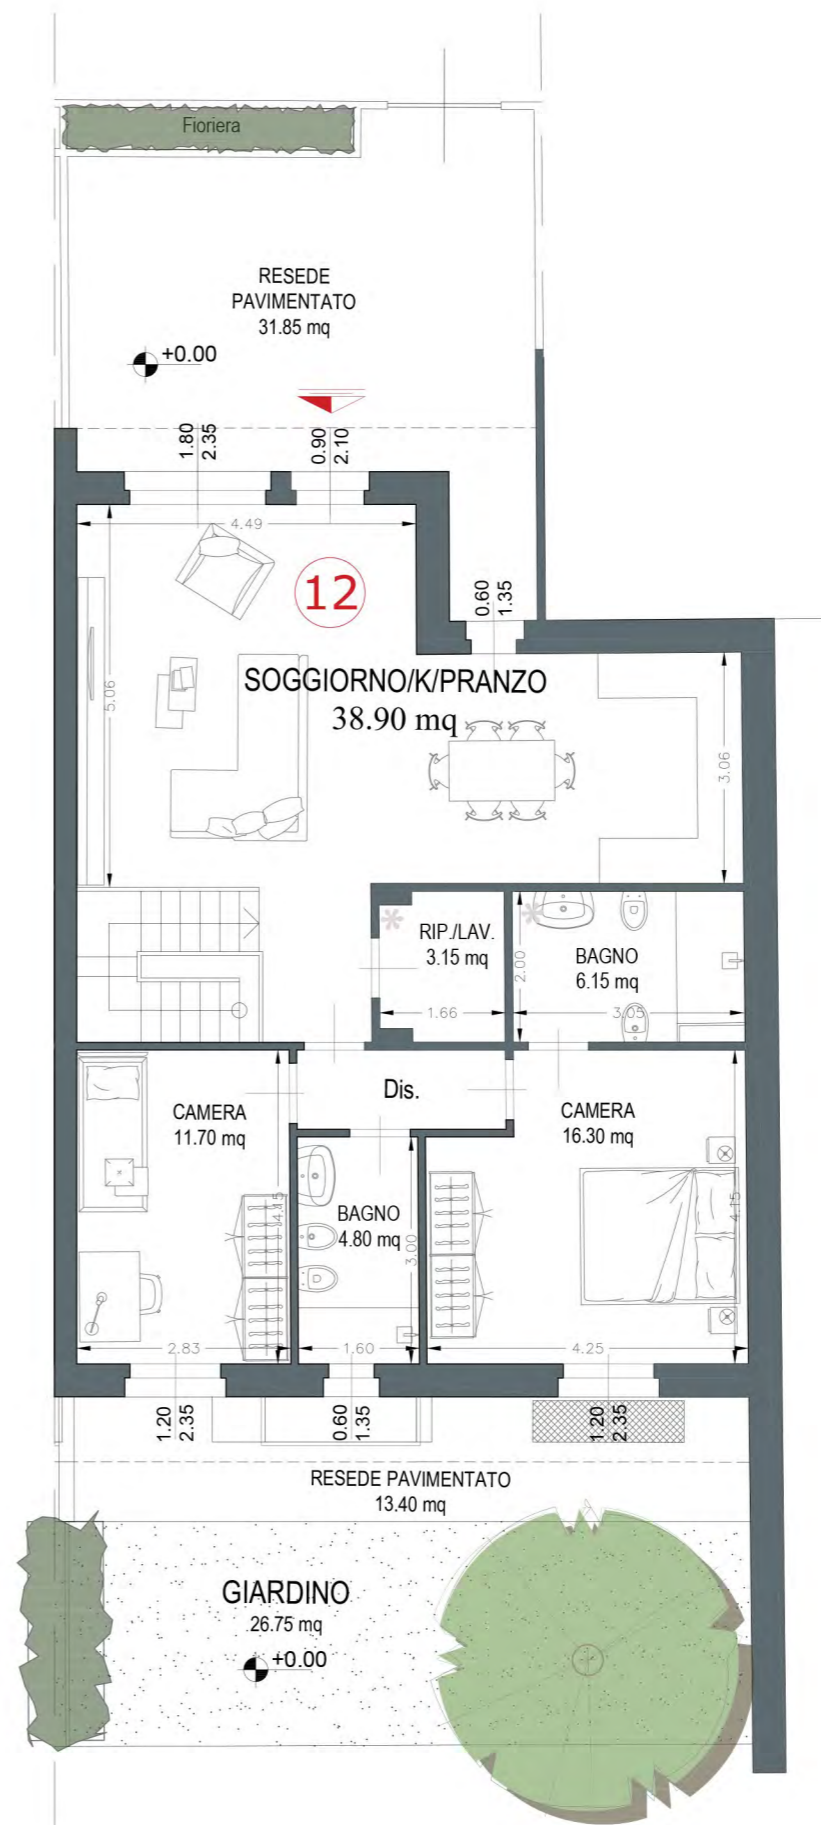 Fioriera
RESEDE
PAVIMENTATO
31.85 mq
+0.00
1.80
2.35
0.90
2.10
4.49
12
0.60
1.35
5.06
SOGGIORNO/K/PRANZO
38.90 mq
3.06
RIP./LAV.
3.15 mq
1.66
2.00
BAGNO
6.15 mq
3.05
Dis.
CAMERA
11.70 mq
4.15
2.83
BAGNO
4.80 mq
3.00
1.60
CAMERA
16.30 mq
4.15
4.25
1.20
2.35
0.60
1.35
1.20
2.35
RESEDE PAVIMENTATO
13.40 mq
GIARDINO
26.75 mq
+0.00